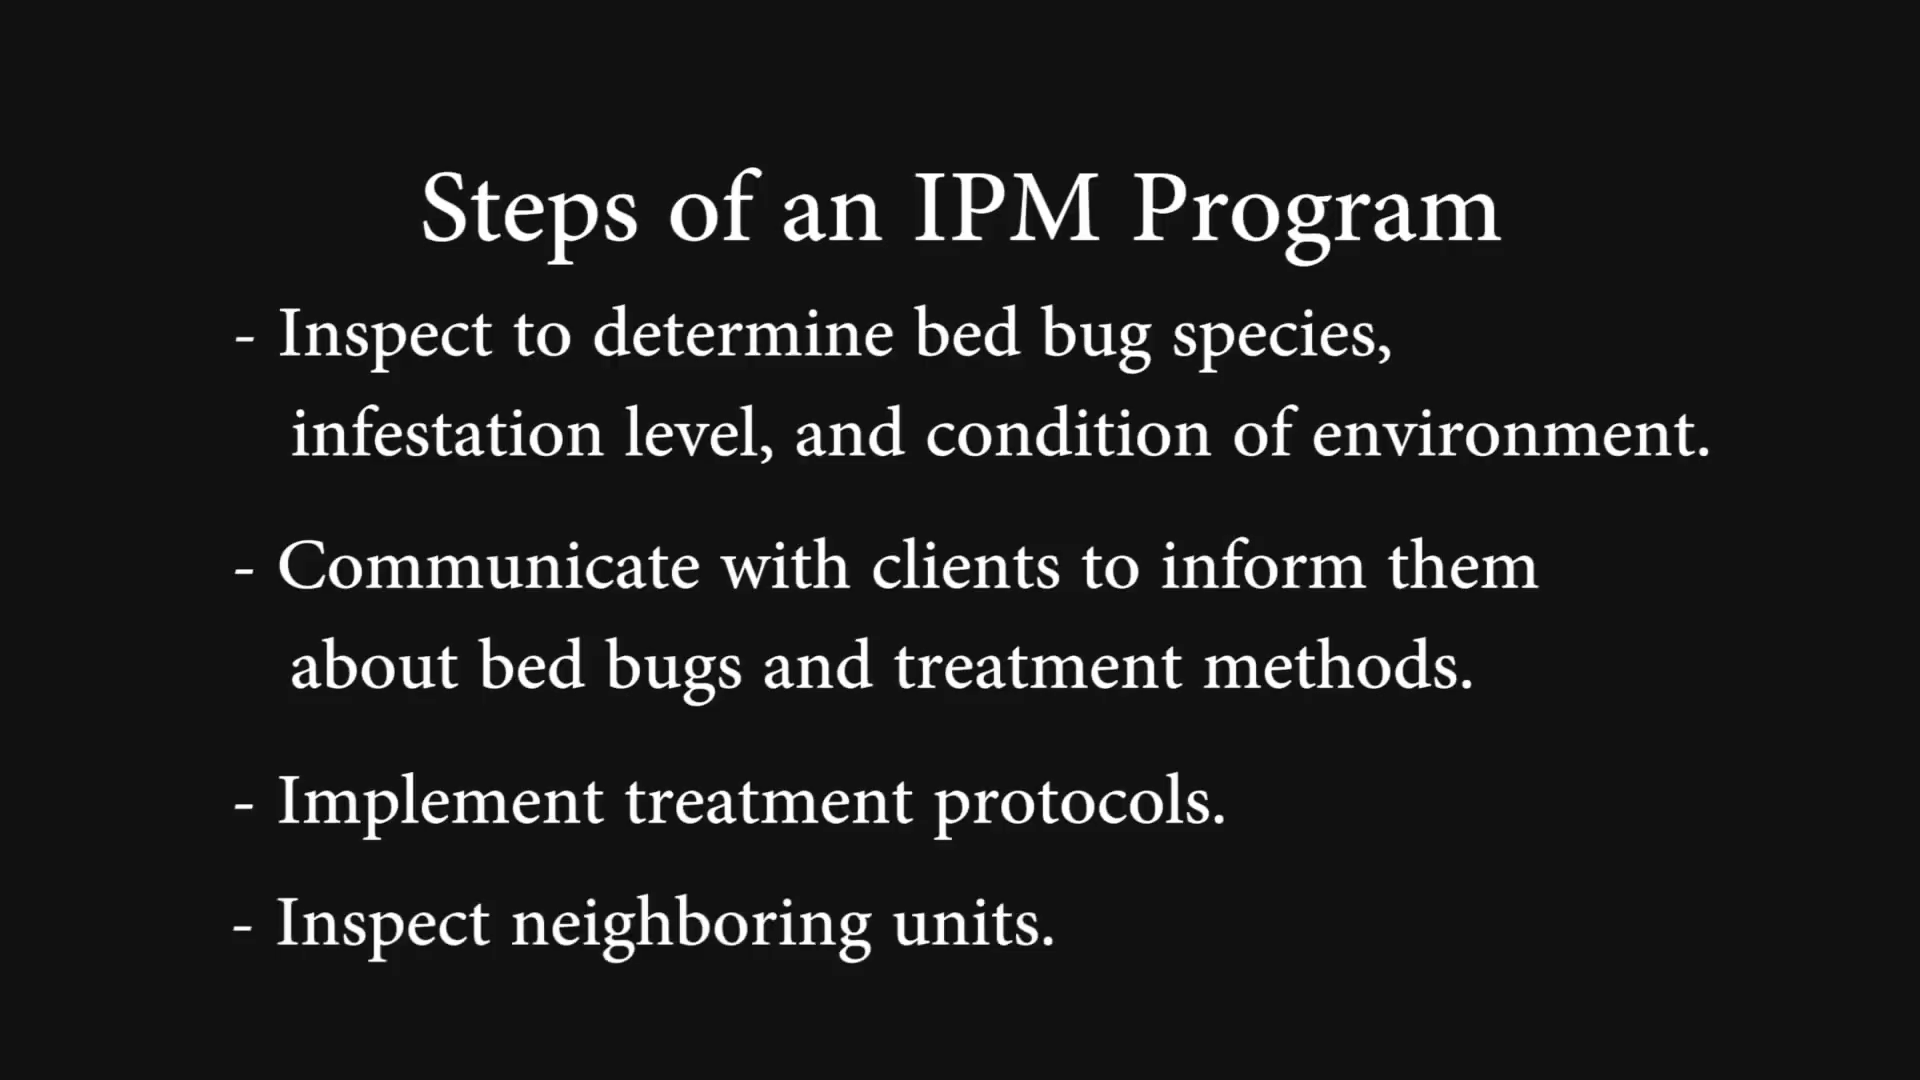 Steps of an IPM Program
- Inspect to determine bed bug species,
infestation level, and condition of environment.
- Communicate with clients to inform them
about bed bugs and treatment methods.
- Implement treatment protocols.
- Inspect neighboring units.